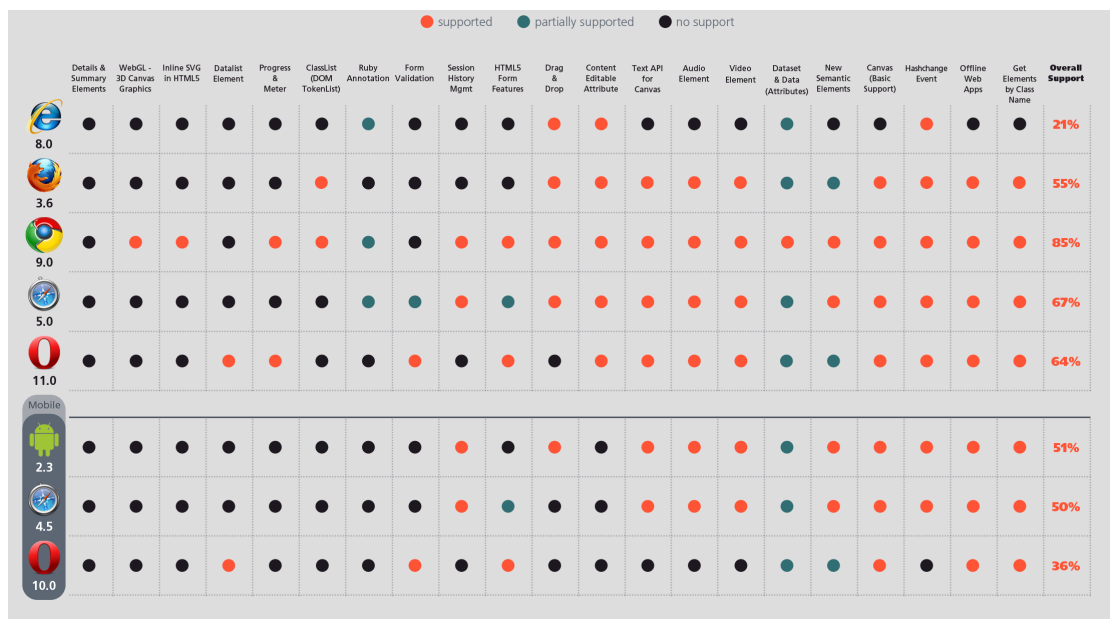 supported partially supported no support
Details & Summary Elements
WebGL - 3D Canvas Graphics
Inline SVG in HTML5
Datalist Element
Progress & Meter
ClassList (DOM TokenList)
Ruby Annotation
Form Validation
Session History Mgmt
HTML5 Form Features
Drag & Drop
Content Editable Attribute
Text API for Canvas
Audio Element
Video Element
Dataset & Data (Attributes)
New Semantic Elements
Canvas (Basic Support)
Hashchange Event
Offline Web Apps
Get Elements by Class Name
Overall Support
8.0 21%
3.6 55%
9.0 85%
5.0 67%
11.0 64%
Mobile
2.3 51%
4.5 50%
10.0 36%